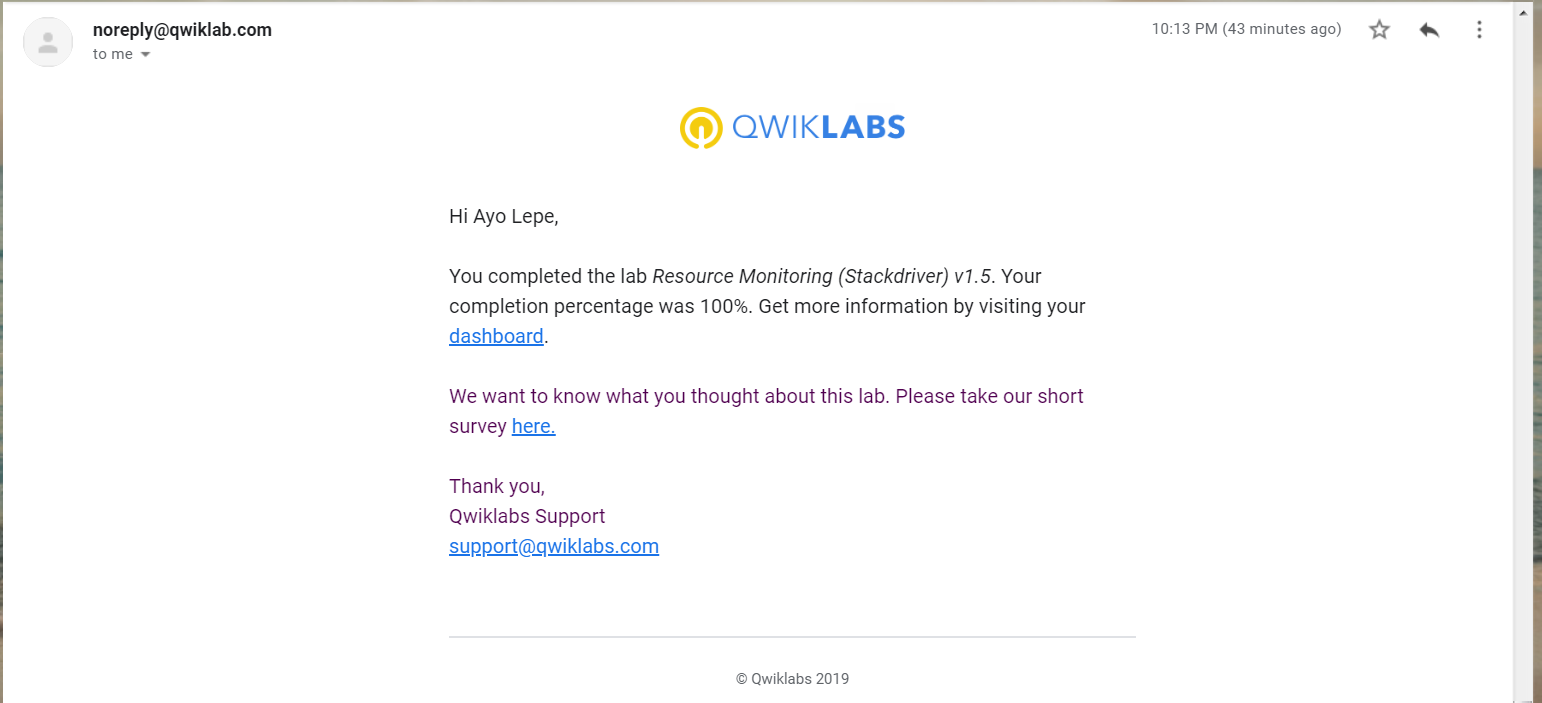 noreply@qwiklab.com
10:13 PM (43 minutes ago)
to me
QWIKLABS
Hi Ayo Lepe,
You completed the lab Resource Monitoring (Stackdriver) v1.5. Your
completion percentage was 100%. Get more information by visiting your
dashboard.
We want to know what you thought about this lab. Please take our short
survey here.
Thank you,
Qwiklabs Support
support@qwiklabs.com
© Qwiklabs 2019